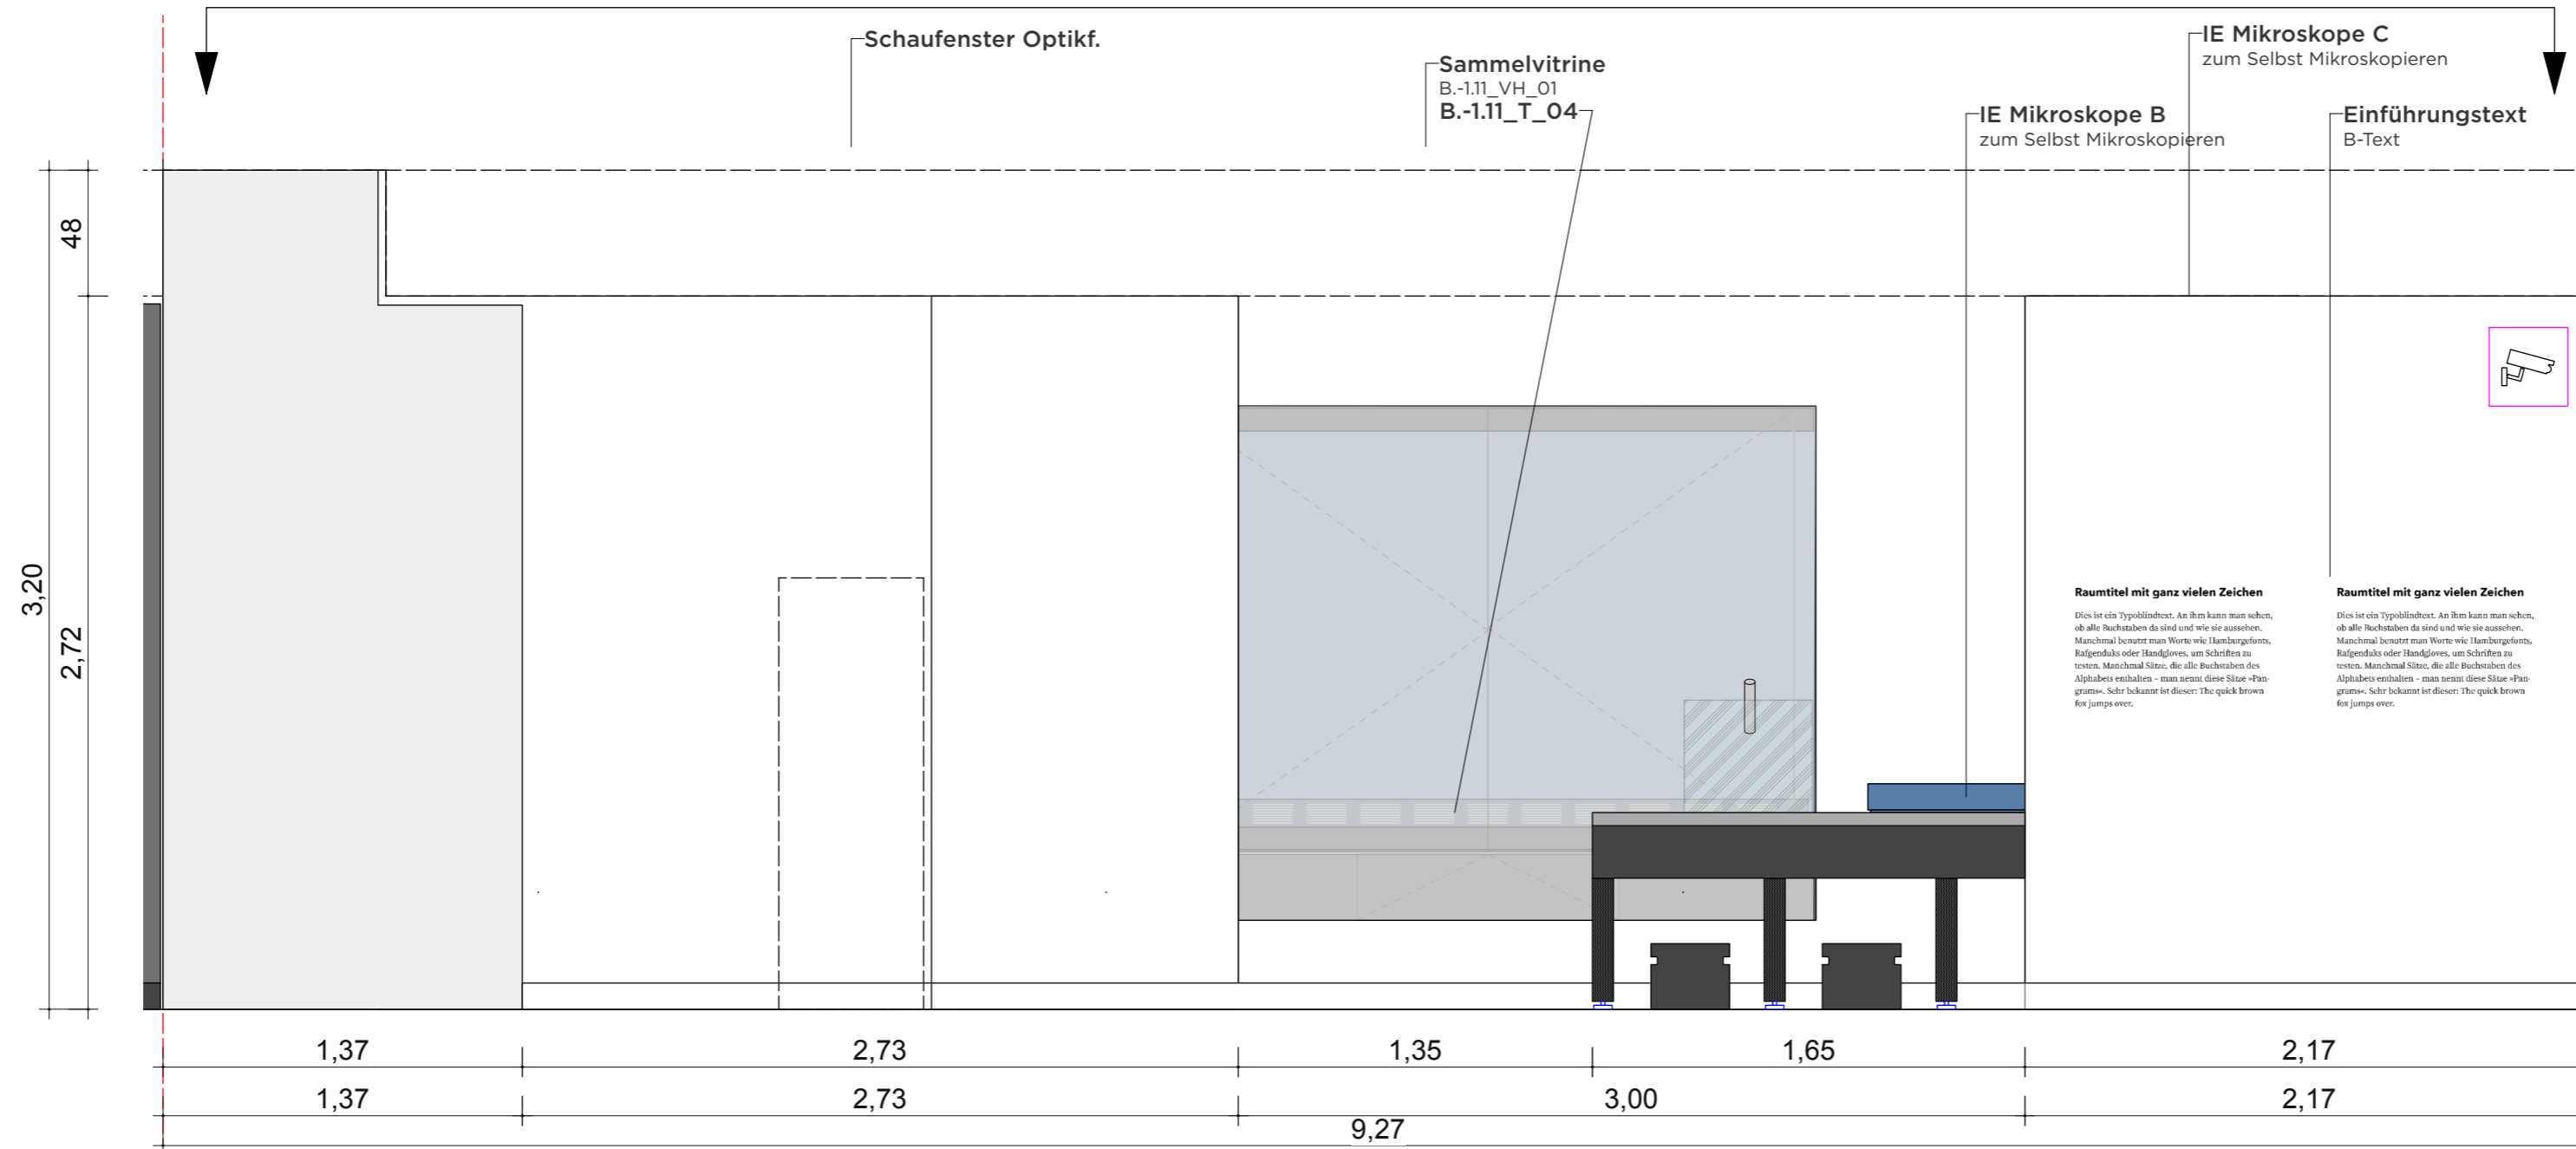 Schaufenster Optikf.
Sammelvitrine
B.-1.11_VH_01
B.-1.11_T_04
IE Mikroskope C
zum Selbst Mikroskopieren
IE Mikroskope B
zum Selbst Mikroskopieren
Einführungstext
B-Text
48
3,20
2,72
Raumtitel mit ganz vielen Zeichen
Dies ist ein Typoblindtext. An ihm kann man sehen,
ob alle Buchstaben da sind und wie sie aussehen.
Manchmal benutzt man Worte wie Hamburgefonts,
Rafgenduks oder Handgloves, um Schriften zu
testen. Manchmal Sätze, die alle Buchstaben des
Alphabets enthalten – man nennt diese Sätze »Pan-
grams«. Sehr bekannt ist dieser: The quick brown
fox jumps over.
Raumtitel mit ganz vielen Zeichen
Dies ist ein Typoblindtext. An ihm kann man sehen,
ob alle Buchstaben da sind und wie sie aussehen.
Manchmal benutzt man Worte wie Hamburgefonts,
Rafgenduks oder Handgloves, um Schriften zu
testen. Manchmal Sätze, die alle Buchstaben des
Alphabets enthalten – man nennt diese Sätze »Pan-
grams«. Sehr bekannt ist dieser: The quick brown
fox jumps over.
1,37 2,73 1,35 1,65 2,17
1,37 2,73 3,00 2,17
9,27